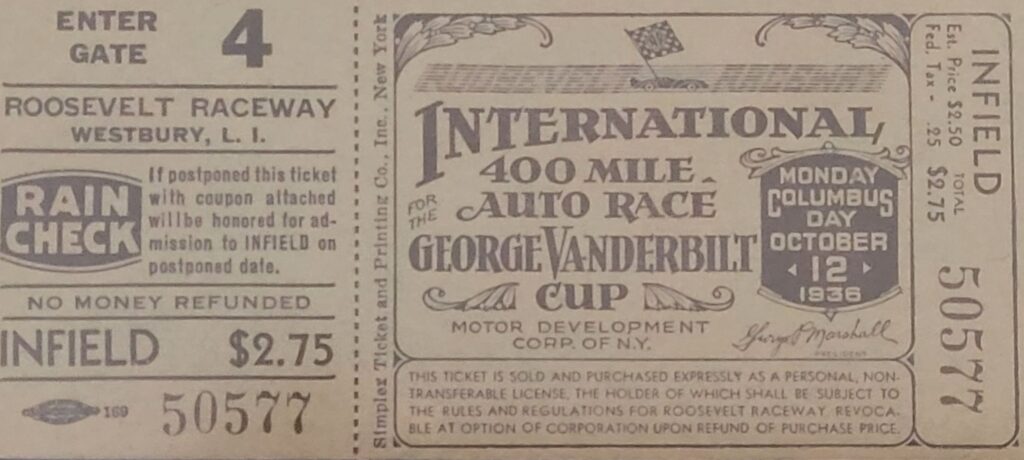 ENTER
GATE
4
ROOSEVELT RACEWAY
WESTBURY, L. I.
RAIN
CHECK
If postponed this ticket
with coupon attached
will be honored for ad-
mission to INFIELD on
postponed date.
NO MONEY REFUNDED
INFIELD $2.75
169
50577
Simplex Ticket and Printing Co., Inc., New York
ROOSEVELT RACEWAY
INTERNATIONAL
400 MILE
AUTO RACE
FOR THE
GEORGE VANDERBILT
CUP
MOTOR DEVELOPMENT
CORP. OF N.Y.
MONDAY
COLUMBUS
DAY
OCTOBER
12
1936
George P. Marshall
PRESIDENT
THIS TICKET IS SOLD AND PURCHASED EXPRESSLY AS A PERSONAL, NON-
TRANSFERABLE LICENSE, THE HOLDER OF WHICH SHALL BE SUBJECT TO
THE RULES AND REGULATIONS FOR ROOSEVELT RACEWAY. REVOCA-
BLE AT OPTION OF CORPORATION UPON REFUND OF PURCHASE PRICE.
INFIELD
Est. Price $2.50 TOTAL
Fed. Tax - .25 $2.75
50577